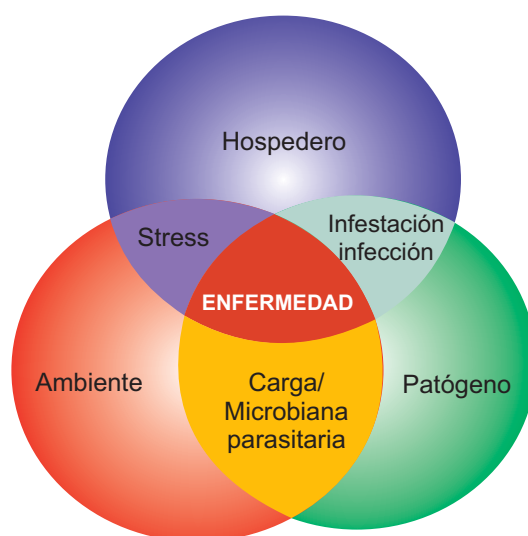 Hospedero
Stress
Infestación
infección
ENFERMEDAD
Ambiente
Carga/
Microbiana
parasitaria
Patógeno